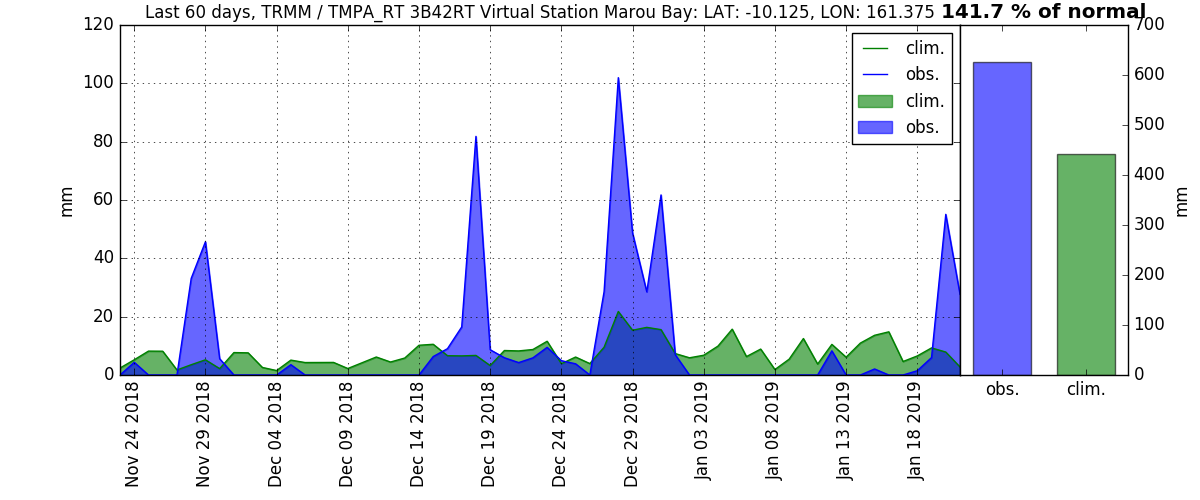 Last 60 days, TRMM / TMPA_RT 3B42RT Virtual Station Marou Bay: LAT: -10.125, LON: 161.375 141.7 % of normal
120
100
80
60
40
20
0
mm
clim.
obs.
clim.
obs.
700
600
500
400
300
200
100
0
mm
obs. clim.
Nov 24 2018
Nov 29 2018
Dec 04 2018
Dec 09 2018
Dec 14 2018
Dec 19 2018
Dec 24 2018
Dec 29 2018
Jan 03 2019
Jan 08 2019
Jan 13 2019
Jan 18 2019